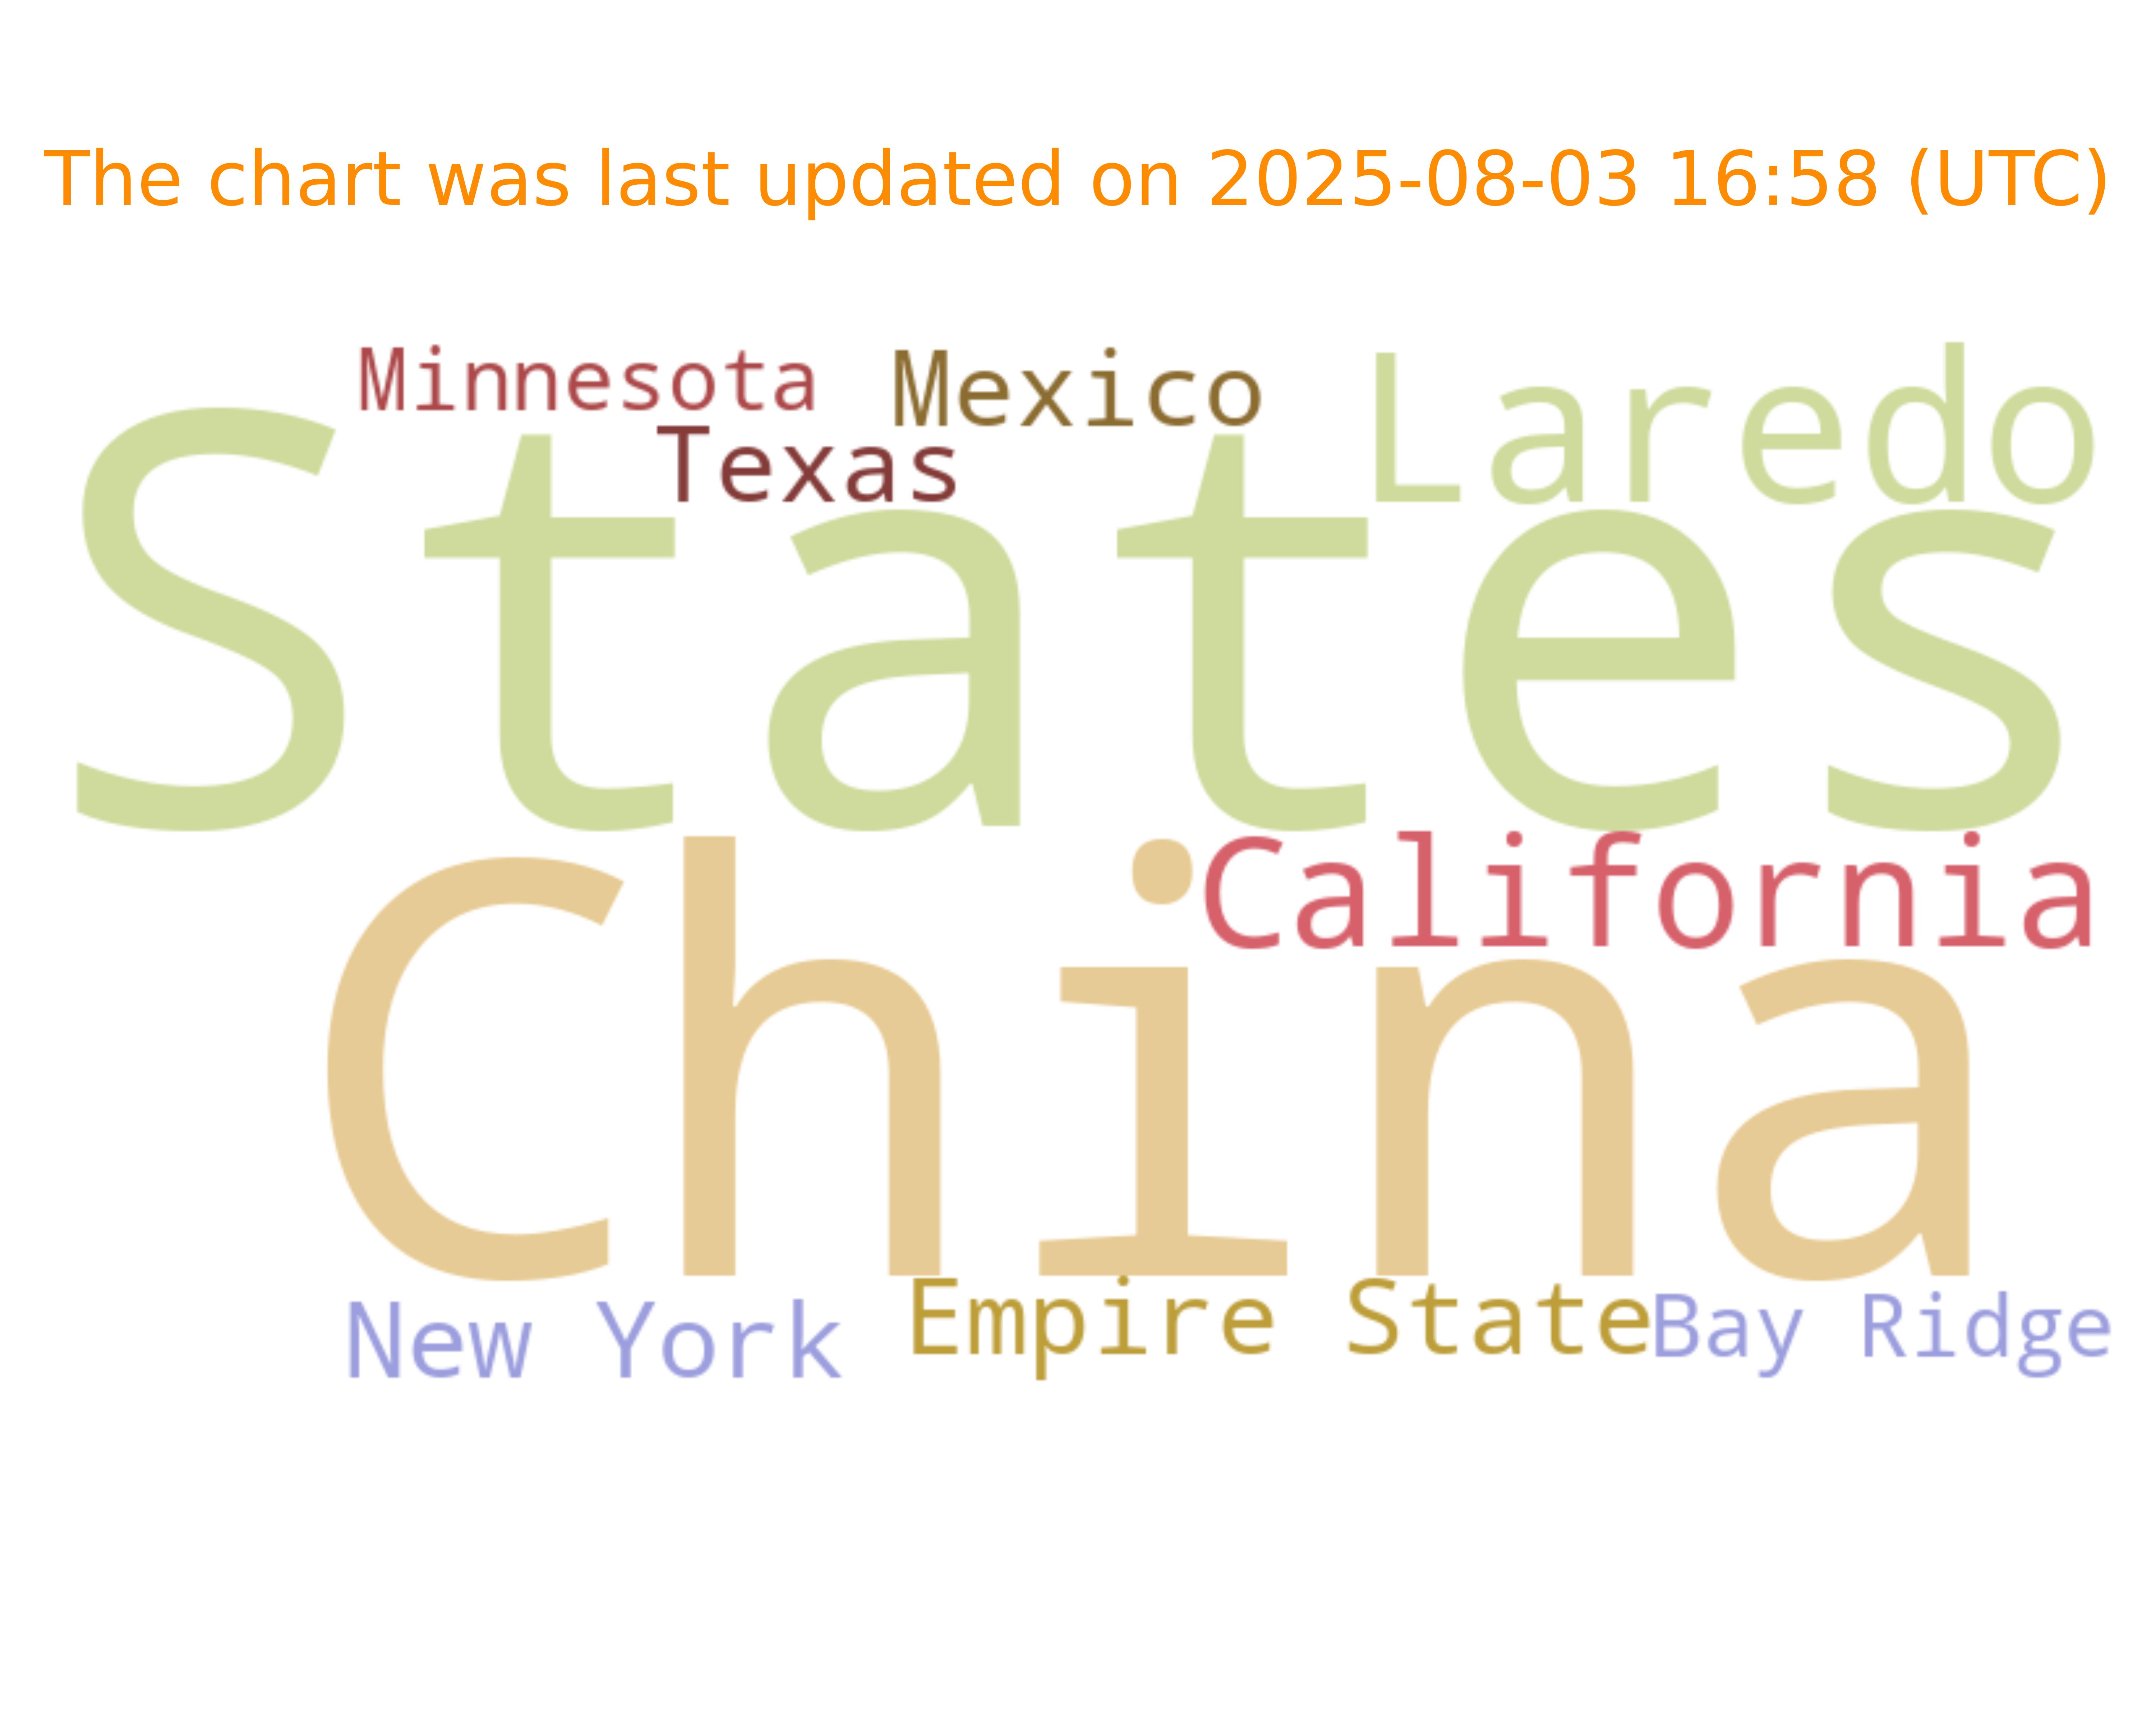 The chart was last updated on 2025-08-03 16:58 (UTC)
Minnesota
Mexico
Laredo
Texas
States
California
China
New York
Empire State
Bay Ridge